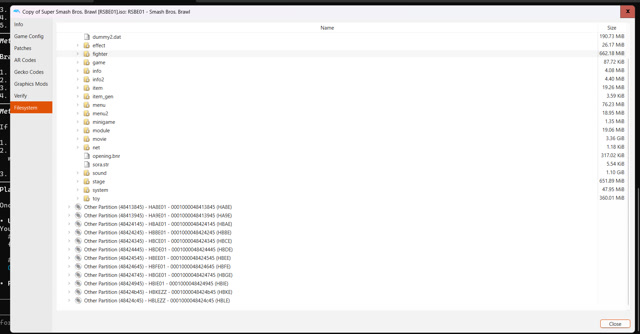 Copy of Super Smash Bros. Brawl [RSBE01].iso: RSBE01 - Super Smash Bros. Brawl
Info
Game Config
Patches
AR Codes
Gecko Codes
Graphics Mods
Verify
Filesystem
Name Size
dummy2.dat 190.73 MiB
effect 26.17 MiB
fighter 662.18 MiB
game 87.72 KiB
info 4.08 MiB
info2 4.40 MiB
item 19.26 MiB
item_gen 3.59 KiB
menu 76.23 MiB
menu2 18.95 MiB
minigame 1.35 MiB
module 19.06 MiB
movie 3.36 GiB
net 1.18 KiB
opening.bnr 317.02 KiB
sora.str 5.54 KiB
sound 1.10 GiB
stage 651.89 MiB
system 47.95 MiB
toy 360.01 MiB
Other Partition (48413845) - HA8E01 - 0001000048413845 (HA8E)
Other Partition (48413945) - HA9E01 - 0001000048413945 (HA9E)
Other Partition (48424145) - HBAE01 - 0001000048424145 (HBAE)
Other Partition (48424245) - HBBE01 - 0001000048424245 (HBBE)
Other Partition (48424345) - HBCE01 - 0001000048424345 (HBCE)
Other Partition (48424445) - HBDE01 - 0001000048424445 (HBDE)
Other Partition (48424545) - HBEE01 - 0001000048424545 (HBEE)
Other Partition (48424645) - HBFE01 - 0001000048424645 (HBFE)
Other Partition (48424745) - HBGE01 - 0001000048424745 (HBGE)
Other Partition (48424945) - HBIE01 - 0001000048424945 (HBIE)
Other Partition (48424b45) - HBKEZZ - 0001000048424b45 (HBKE)
Other Partition (48424c45) - HBLEZZ - 0001000048424c45 (HBLE)
Close